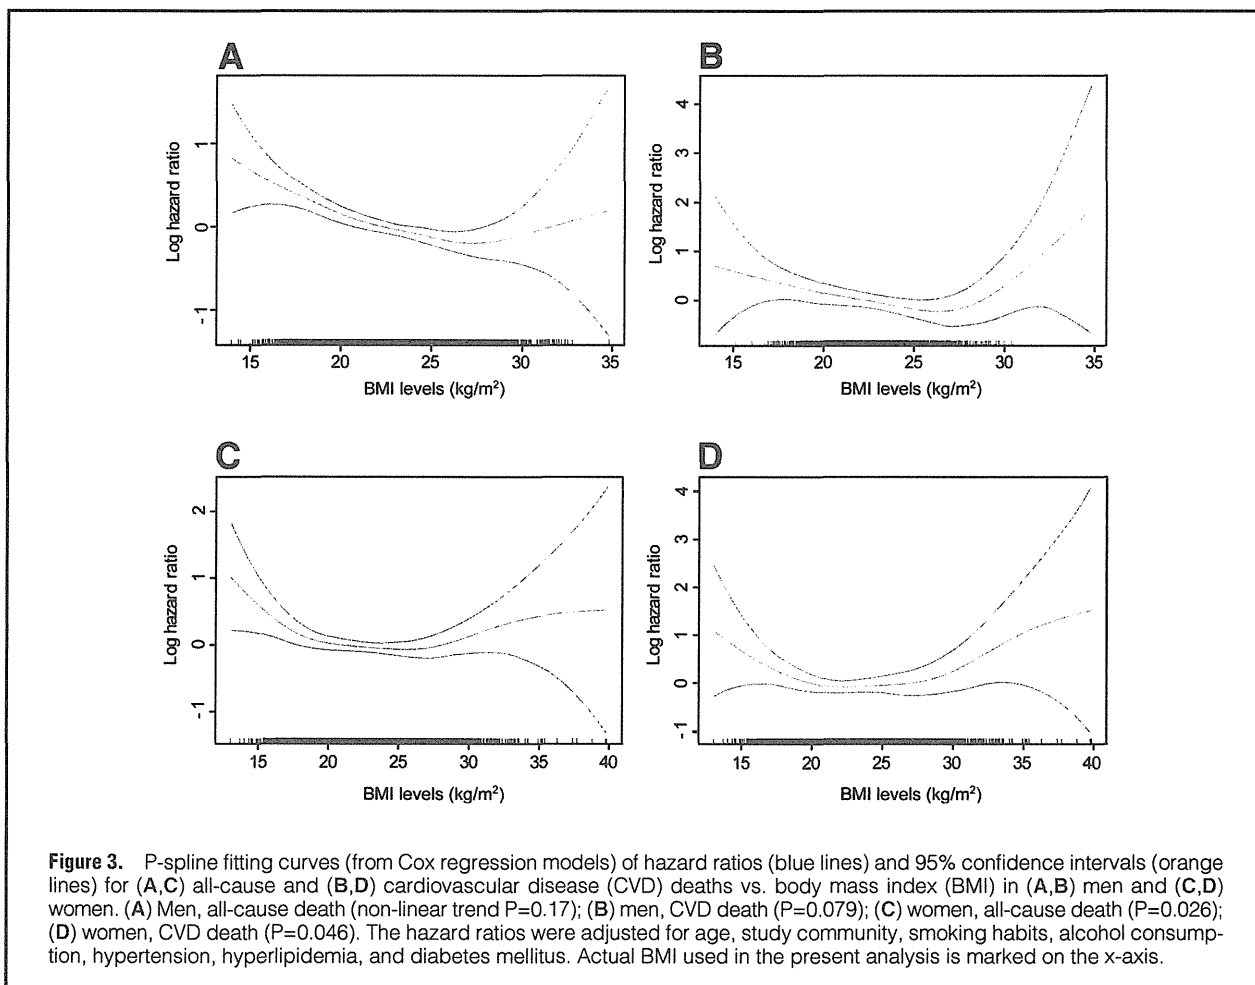 A
B
Log hazard ratio
1
0
-1
15 20 25 30 35
BMI levels (kg/m²)
Log hazard ratio
4
3
2
1
0
15 20 25 30 35
BMI levels (kg/m²)
C
D
Log hazard ratio
2
1
0
-1
15 20 25 30 35 40
BMI levels (kg/m²)
Log hazard ratio
4
3
2
1
0
-1
15 20 25 30 35 40
BMI levels (kg/m²)
Figure 3. P-spline fitting curves (from Cox regression models) of hazard ratios (blue lines) and 95% confidence intervals (orange
lines) for (A,C) all-cause and (B,D) cardiovascular disease (CVD) deaths vs. body mass index (BMI) in (A,B) men and (C,D)
women. (A) Men, all-cause death (non-linear trend P=0.17); (B) men, CVD death (P=0.079); (C) women, all-cause death (P=0.026);
(D) women, CVD death (P=0.046). The hazard ratios were adjusted for age, study community, smoking habits, alcohol consump-
tion, hypertension, hyperlipidemia, and diabetes mellitus. Actual BMI used in the present analysis is marked on the x-axis.